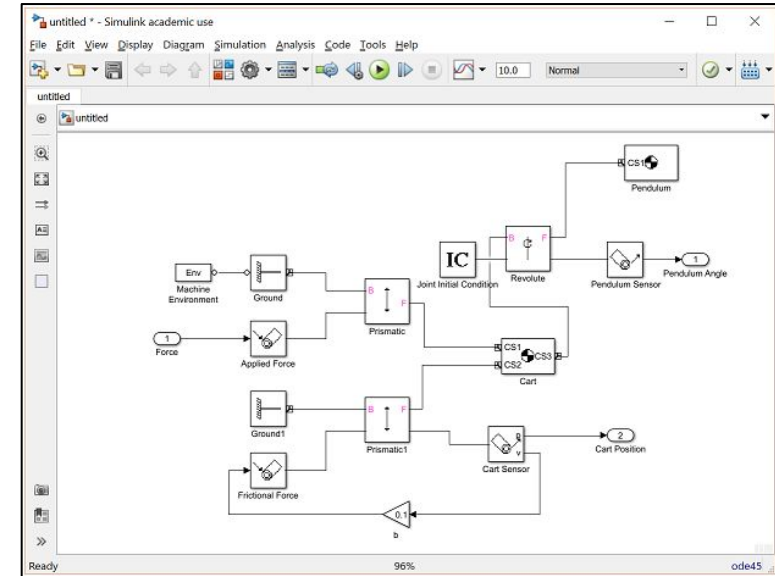 untitled * - Simulink academic use
File Edit View Display Diagram Simulation Analysis Code Tools Help
10.0 Normal
untitled
untitled
CS1
Pendulum
B F
IC
Joint Initial Condition
Revolute
Pendulum Sensor
1
Pendulum Angle
Env
Machine
Environment
Ground
B F
Prismatic
1
Force
Applied Force
CS1
CS2
CS3
Cart
Ground1
B F
Prismatic1
p
v
Cart Sensor
2
Cart Position
Frictional Force
0.1
b
Ready 96% ode45